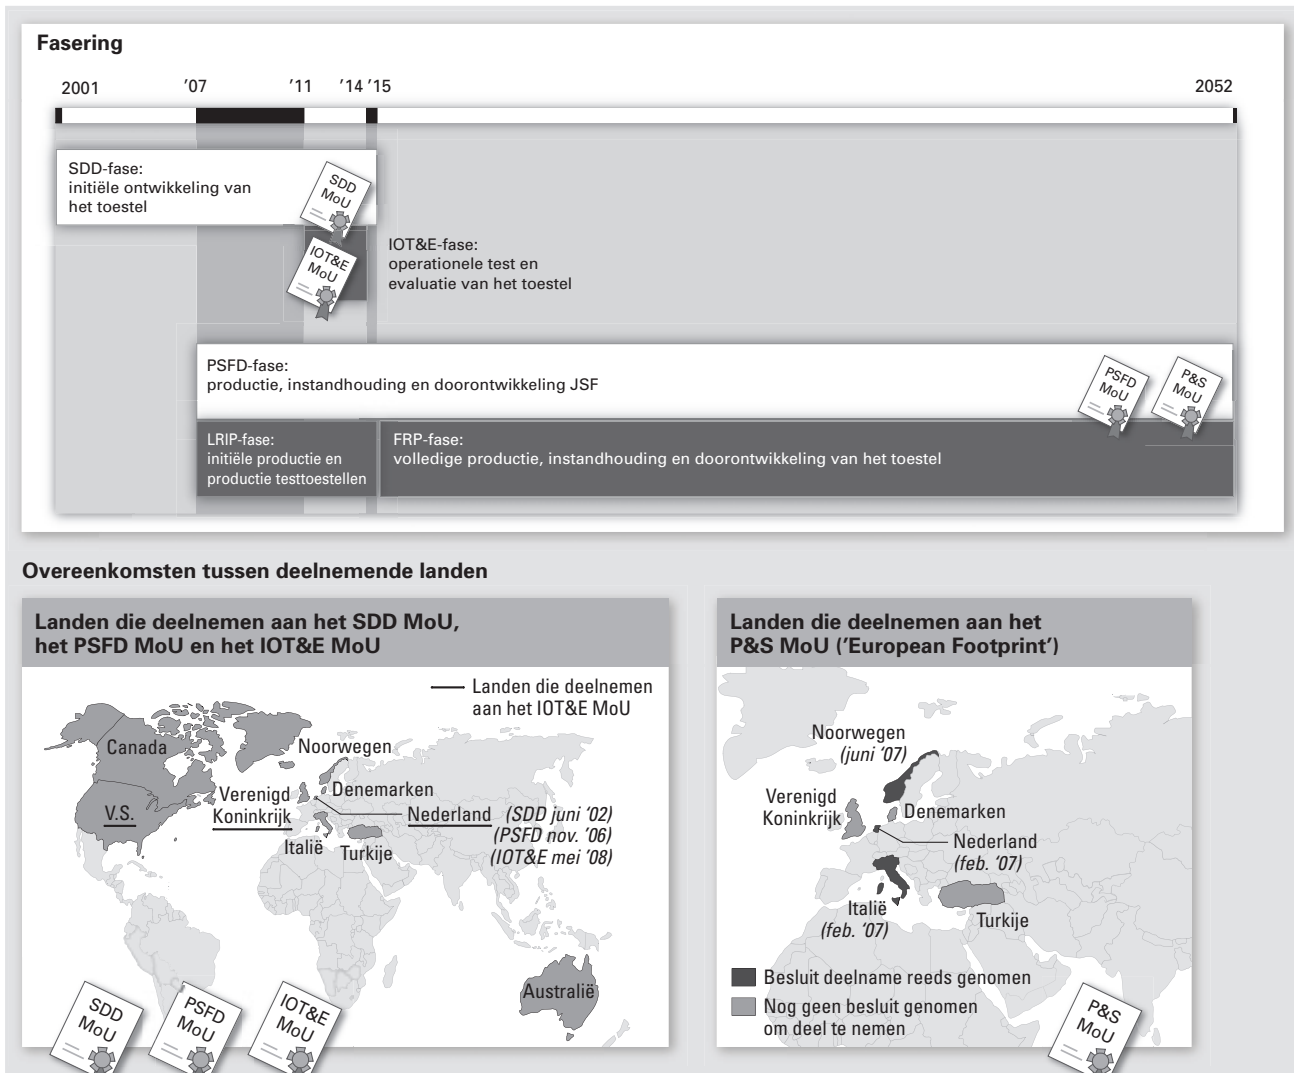 Fasering
2001 '07 '11 '14 '15 2052
SDD-fase:
initiële ontwikkeling van
het toestel
SDD
MoU
IOT&E
MoU
IOT&E-fase:
operationele test en
evaluatie van het toestel
PSFD-fase:
productie, instandhouding en doorontwikkeling JSF
PSFD
MoU
P&S
MoU
LRIP-fase:
initiële productie en
productie testtoestellen
FRP-fase:
volledige productie, instandhouding en doorontwikkeling van het toestel
Overeenkomsten tussen deelnemende landen
Landen die deelnemen aan het SDD MoU,
het PSFD MoU en het IOT&E MoU
Landen die deelnemen
aan het IOT&E MoU
Canada
Noorwegen
V.S.
Verenigd
Koninkrijk
Denemarken
Nederland (SDD juni '02)
(PSFD nov. '06)
(IOT&E mei '08)
Italië
Turkije
Australië
SDD
MoU
PSFD
MoU
IOT&E
MoU
Landen die deelnemen aan het
P&S MoU ('European Footprint')
Noorwegen
(juni '07)
Verenigd
Koninkrijk
Denemarken
Nederland
(feb. '07)
Italië
(feb. '07)
Turkije
Besluit deelname reeds genomen
Nog geen besluit genomen
om deel te nemen
P&S
MoU